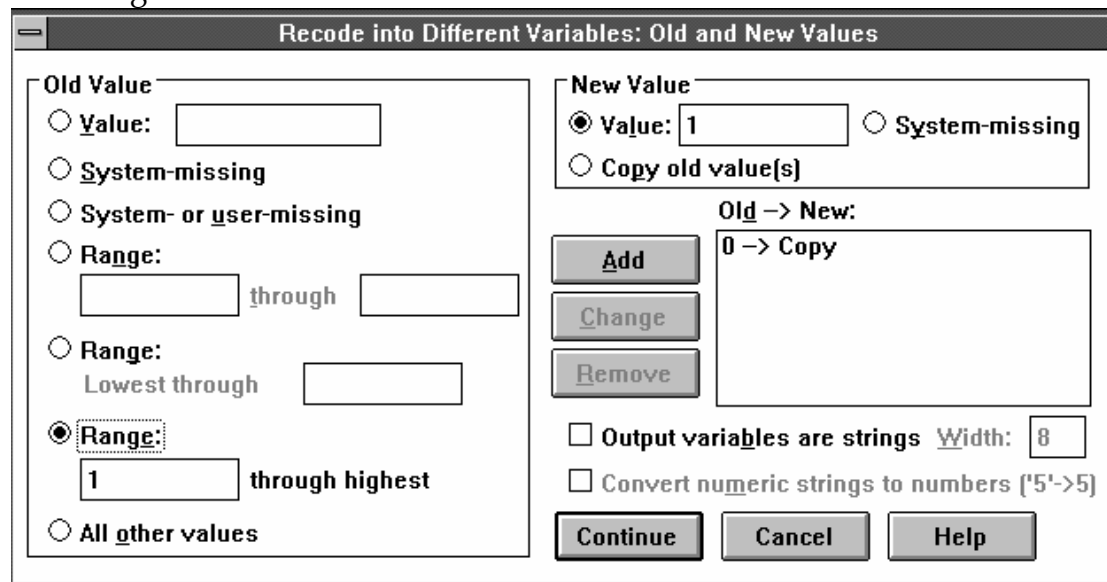 Recode into Different Variables: Old and New Values
Old Value
Value:
System-missing
System- or user-missing
Range:
through
Range:
Lowest through
Range:
1 through highest
All other values
New Value
Value: 1 System-missing
Copy old value(s)
Old –> New:
0 –> Copy
Add
Change
Remove
Output variables are strings Width: 8
Convert numeric strings to numbers ('5'->5)
Continue Cancel Help